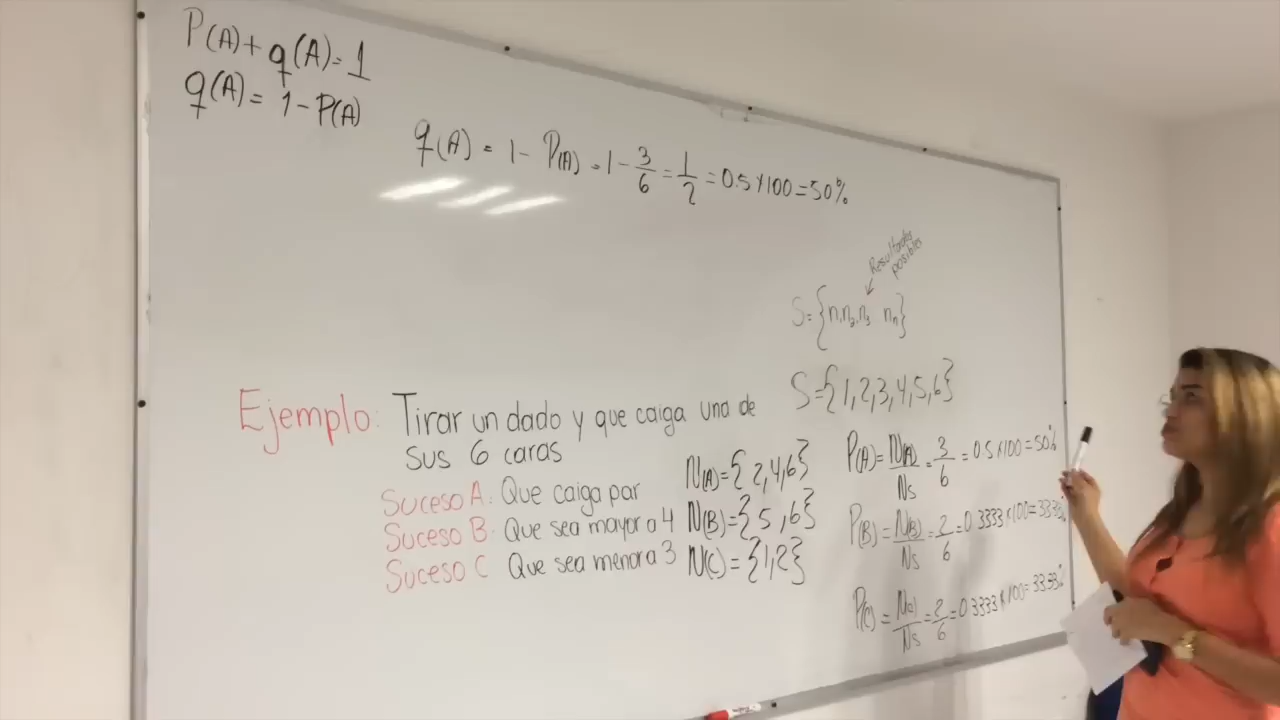 P(A)+q(A)=1
q(A)= 1-P(A)
q(A) = 1- P(A) = 1- 3/6 = 1/2 = 0.5 x 100 = 50%
Resultados
posibles
S={n1,n2,n3 nn}
S={1,2,3,4,5,6}
Ejemplo: Tirar un dado y que caiga una de
sus 6 caras
Suceso A: Que caiga par N(A)={2,4,6} P(A)= N(A)/Ns = 3/6 = 0.5 x 100 = 50%
Suceso B: Que sea mayor a 4 N(B)={5,6} P(B)= N(B)/Ns = 2/6 = 0.3333 x 100 = 33.33%
Suceso C Que sea menor a 3 N(C)={1,2} P(C)= N(C)/Ns = 2/6 = 0.3333 x 100 = 33.33%